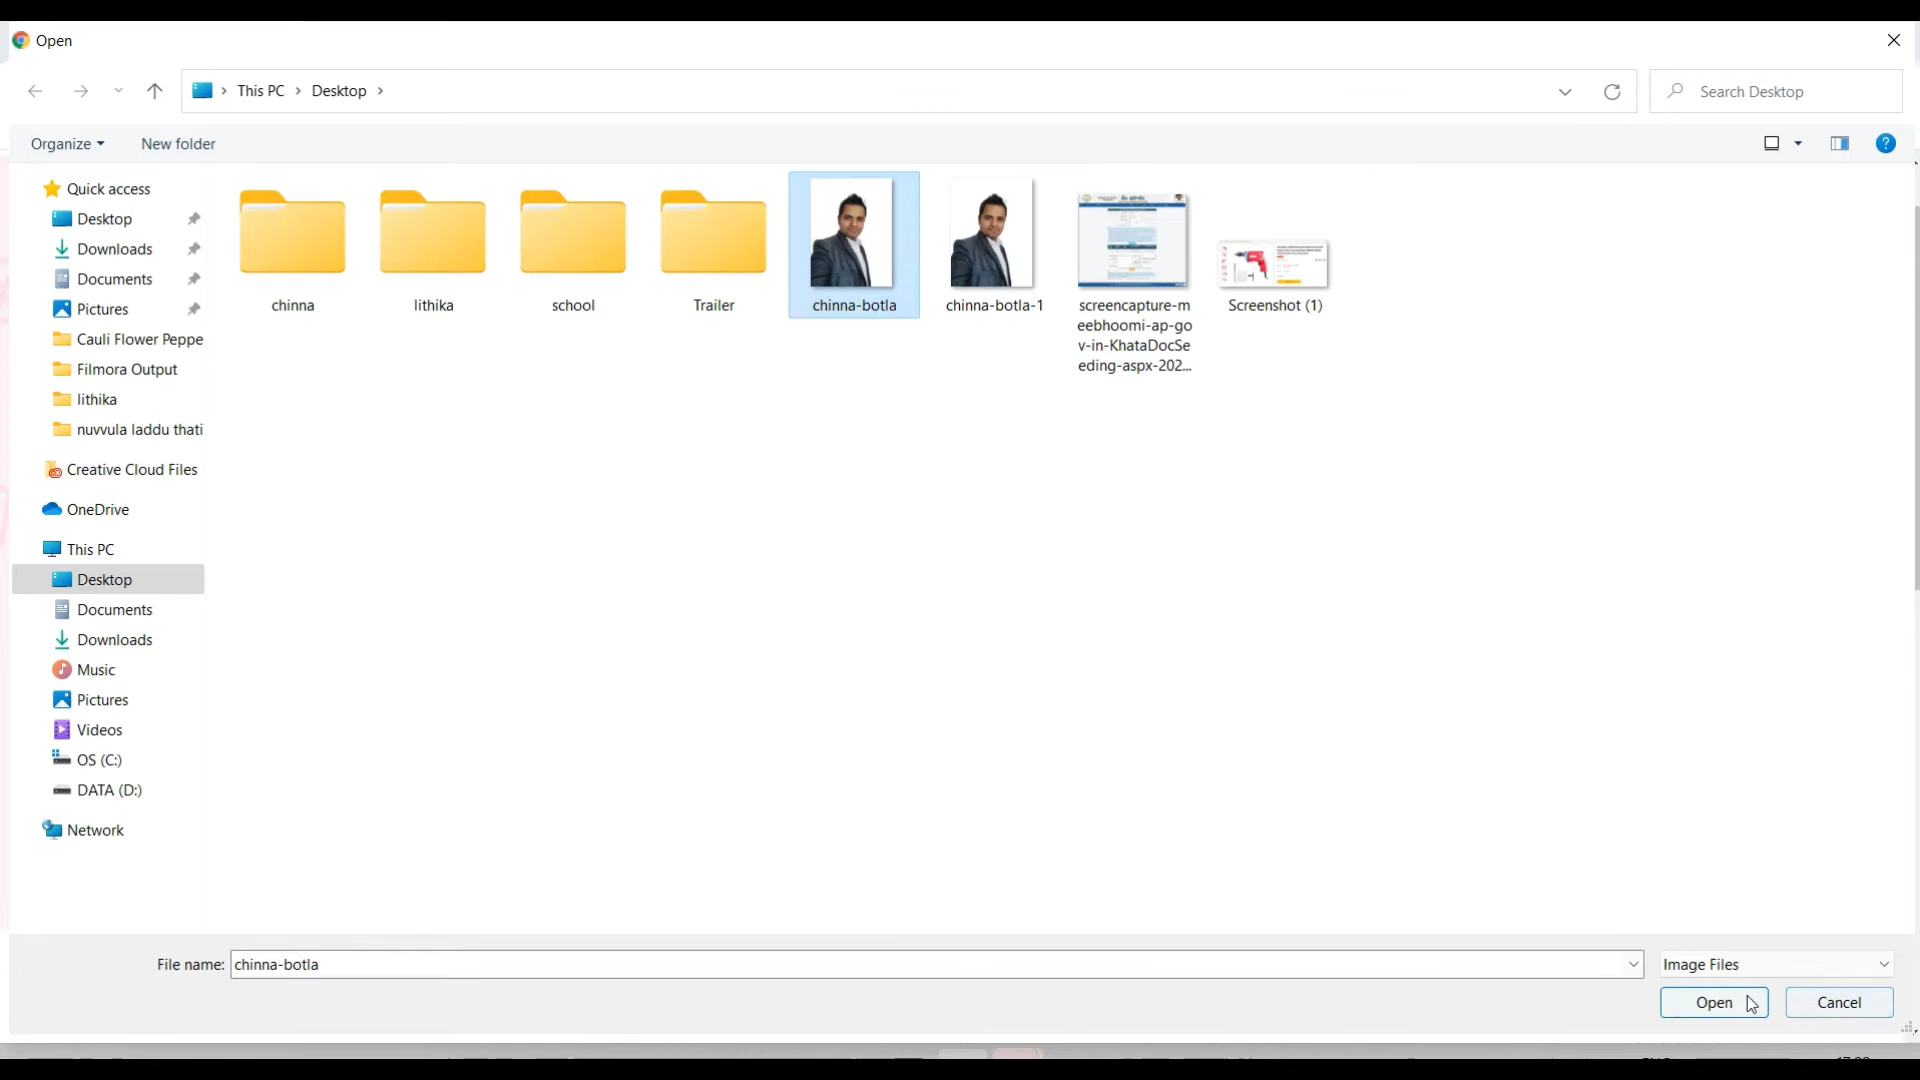 Open
This PC > Desktop >
Search Desktop
Organize
New folder
Quick access
Desktop
Downloads
Documents
Pictures
Cauli Flower Peppe
Filmora Output
lithika
nuvvula laddu thati
Creative Cloud Files
OneDrive
This PC
Desktop
Documents
Downloads
Music
Pictures
Videos
OS (C:)
DATA (D:)
Network
chinna
lithika
school
Trailer
chinna-botla
chinna-botla-1
screencapture-m
eebhoomi-ap-go
v-in-KhataDocSe
eding-aspx-202...
Screenshot (1)
File name: chinna-botla
Image Files
Open
Cancel